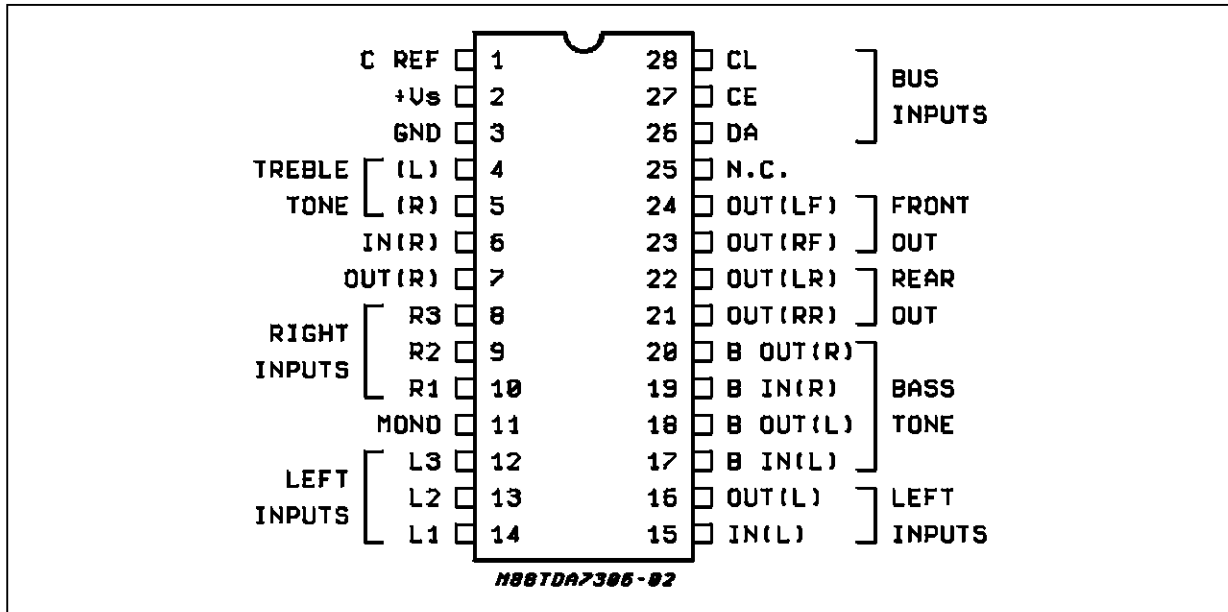 C REF 1 28 CL
+Vs 2 27 CE
GND 3 26 DA
BUS INPUTS
TREBLE TONE
(L) 4 25 N.C.
(R) 5 24 OUT(LF)
IN(R) 6 23 OUT(RF)
FRONT OUT
OUT(R) 7 22 OUT(LR)
R3 8 21 OUT(RR)
REAR OUT
RIGHT INPUTS
R2 9 20 B OUT(R)
R1 10 19 B IN(R)
MONO 11 18 B OUT(L)
L3 12 17 B IN(L)
BASS TONE
LEFT INPUTS
L2 13 16 OUT(L)
L1 14 15 IN(L)
LEFT INPUTS
M88TDA7306-02